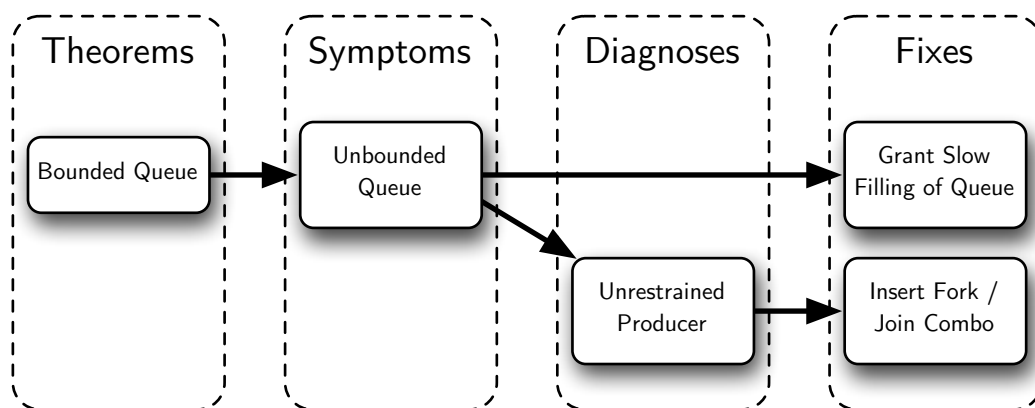 Theorems
Symptoms
Diagnoses
Fixes
Bounded Queue
Unbounded
Queue
Grant Slow
Filling of Queue
Unrestrained
Producer
Insert Fork /
Join Combo